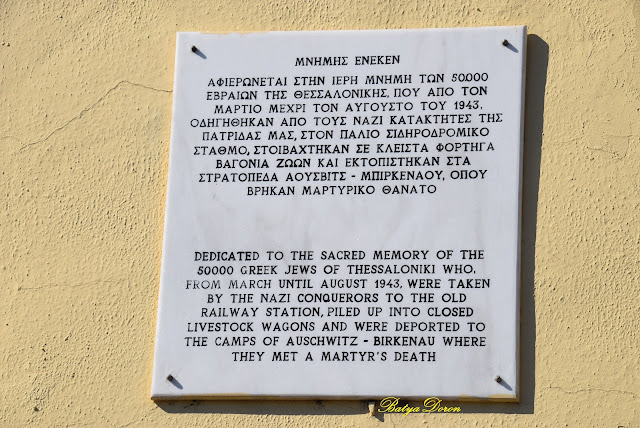 ΜΝΗΜΗΣ ΕΝΕΚΕΝ
ΑΦΙΕΡΩΝΕΤΑΙ ΣΤΗΝ ΙΕΡΗ ΜΝΗΜΗ ΤΩΝ 50.000
ΕΒΡΑΙΩΝ ΤΗΣ ΘΕΣΣΑΛΟΝΙΚΗΣ, ΠΟΥ ΑΠΟ ΤΟΝ
ΜΑΡΤΙΟ ΜΕΧΡΙ ΤΟΝ ΑΥΓΟΥΣΤΟ ΤΟΥ 1943.
ΟΔΗΓΗΘΗΚΑΝ ΑΠΟ ΤΟΥΣ ΝΑΖΙ ΚΑΤΑΚΤΗΤΕΣ ΤΗΣ
ΠΑΤΡΙΔΑΣ ΜΑΣ, ΣΤΟΝ ΠΑΛΙΟ ΣΙΔΗΡΟΔΡΟΜΙΚΟ
ΣΤΑΘΜΟ, ΣΤΟΙΒΑΧΤΗΚΑΝ ΣΕ ΚΛΕΙΣΤΑ ΦΟΡΤΗΓΑ
ΒΑΓΟΝΙΑ ΖΩΩΝ ΚΑΙ ΕΚΤΟΠΙΣΤΗΚΑΝ ΣΤΑ
ΣΤΡΑΤΟΠΕΔΑ ΑΟΥΣΒΙΤΣ - ΜΠΙΡΚΕΝΑΟΥ, ΟΠΟΥ
ΒΡΗΚΑΝ ΜΑΡΤΥΡΙΚΟ ΘΑΝΑΤΟ
DEDICATED TO THE SACRED MEMORY OF THE
50000 GREEK JEWS OF THESSALONIKI WHO,
FROM MARCH UNTIL AUGUST 1943, WERE TAKEN
BY THE NAZI CONQUERORS TO THE OLD
RAILWAY STATION, PILED UP INTO CLOSED
LIVESTOCK WAGONS AND WERE DEPORTED TO
THE CAMPS OF AUSCHWITZ - BIRKENAU WHERE
THEY MET A MARTYR'S DEATH
Batya Doron